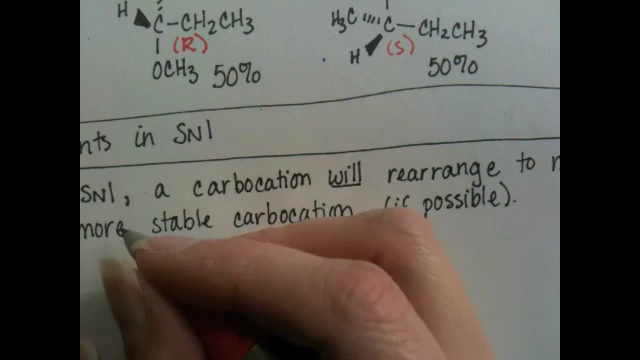 H C-CH2CH3
(R)
OCH3 50%
H3C C-CH2CH3
H (S)
50%
nts in SN1
SN1, a carbocation will rearrange to
more stable carbocation (if possible).